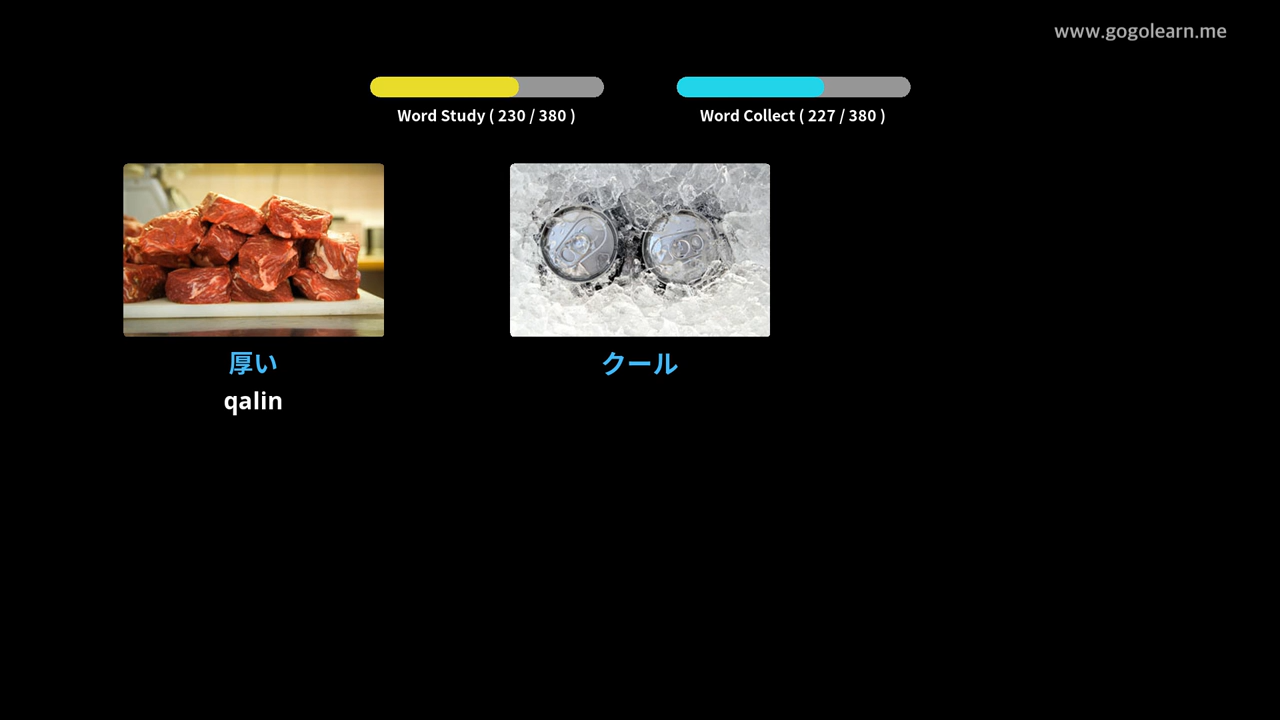 www.gogolearn.me
Word Study ( 230 / 380 )
Word Collect ( 227 / 380 )
厚い
qalin
クール